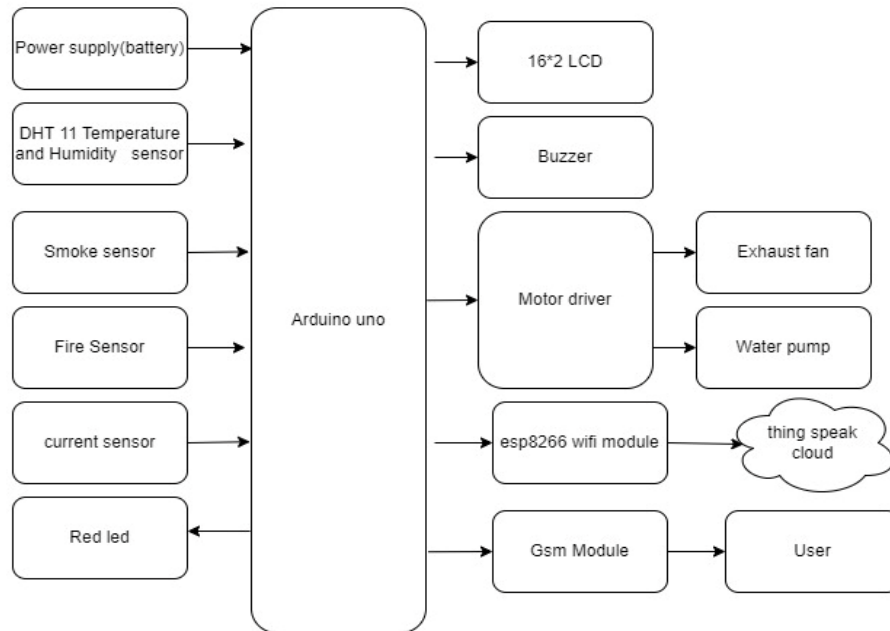 Power supply(battery)
DHT 11 Temperature
and Humidity sensor
Smoke sensor
Fire Sensor
current sensor
Red led
Arduino uno
16*2 LCD
Buzzer
Motor driver
Exhaust fan
Water pump
esp8266 wifi module
thing speak
cloud
Gsm Module
User